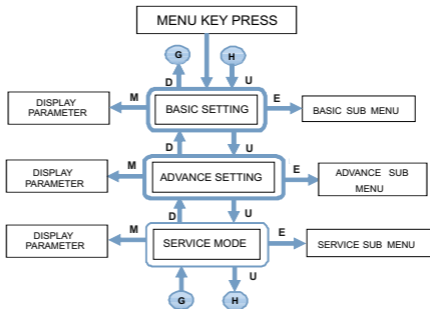 MENU KEY PRESS
G
H
D
U
M
E
DISPLAY
PARAMETER
BASIC SETTING
BASIC SUB MENU
D
U
M
E
DISPLAY
PARAMETER
ADVANCE SETTING
ADVANCE SUB
MENU
D
U
M
E
DISPLAY
PARAMETER
SERVICE MODE
SERVICE SUB MENU
U
G
H